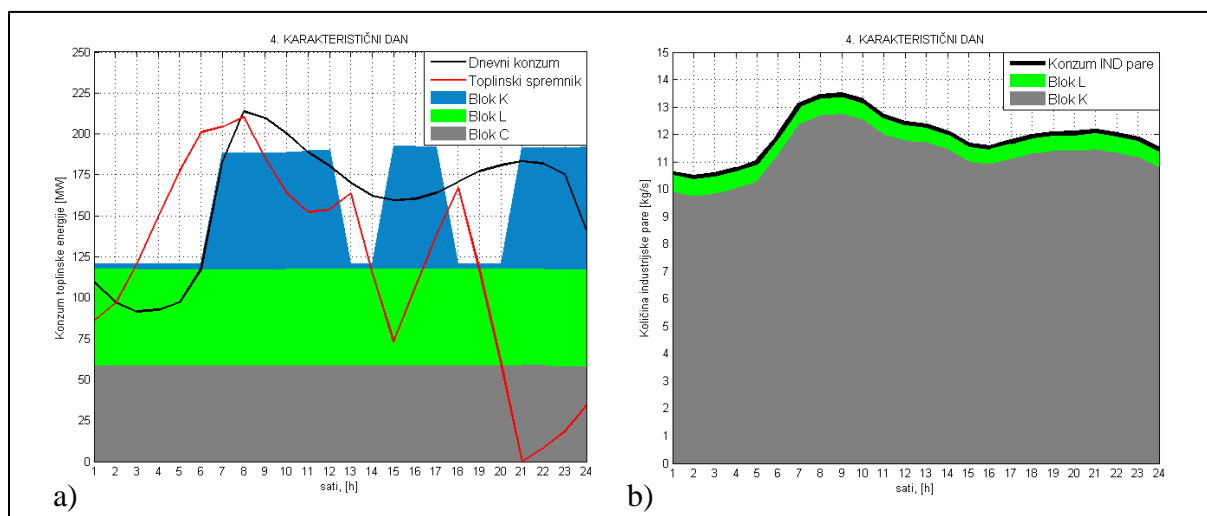 4. KARAKTERISTIČNI DAN
250
225
200
175
150
125
100
75
50
25
0
Konzum toplinske energije [MW]
Dnevni konzum
Toplinski spremnik
Blok K
Blok L
Blok C
1 2 3 4 5 6 7 8 9 10 11 12 13 14 15 16 17 18 19 20 21 22 23 24
sati, [h]
a)
4. KARAKTERISTIČNI DAN
15
14
13
12
11
10
9
8
7
6
5
4
3
2
1
0
Količina industrijske pare [kg/s]
Konzum IND pare
Blok L
Blok K
1 2 3 4 5 6 7 8 9 10 11 12 13 14 15 16 17 18 19 20 21 22 23 24
sati, [h]
b)